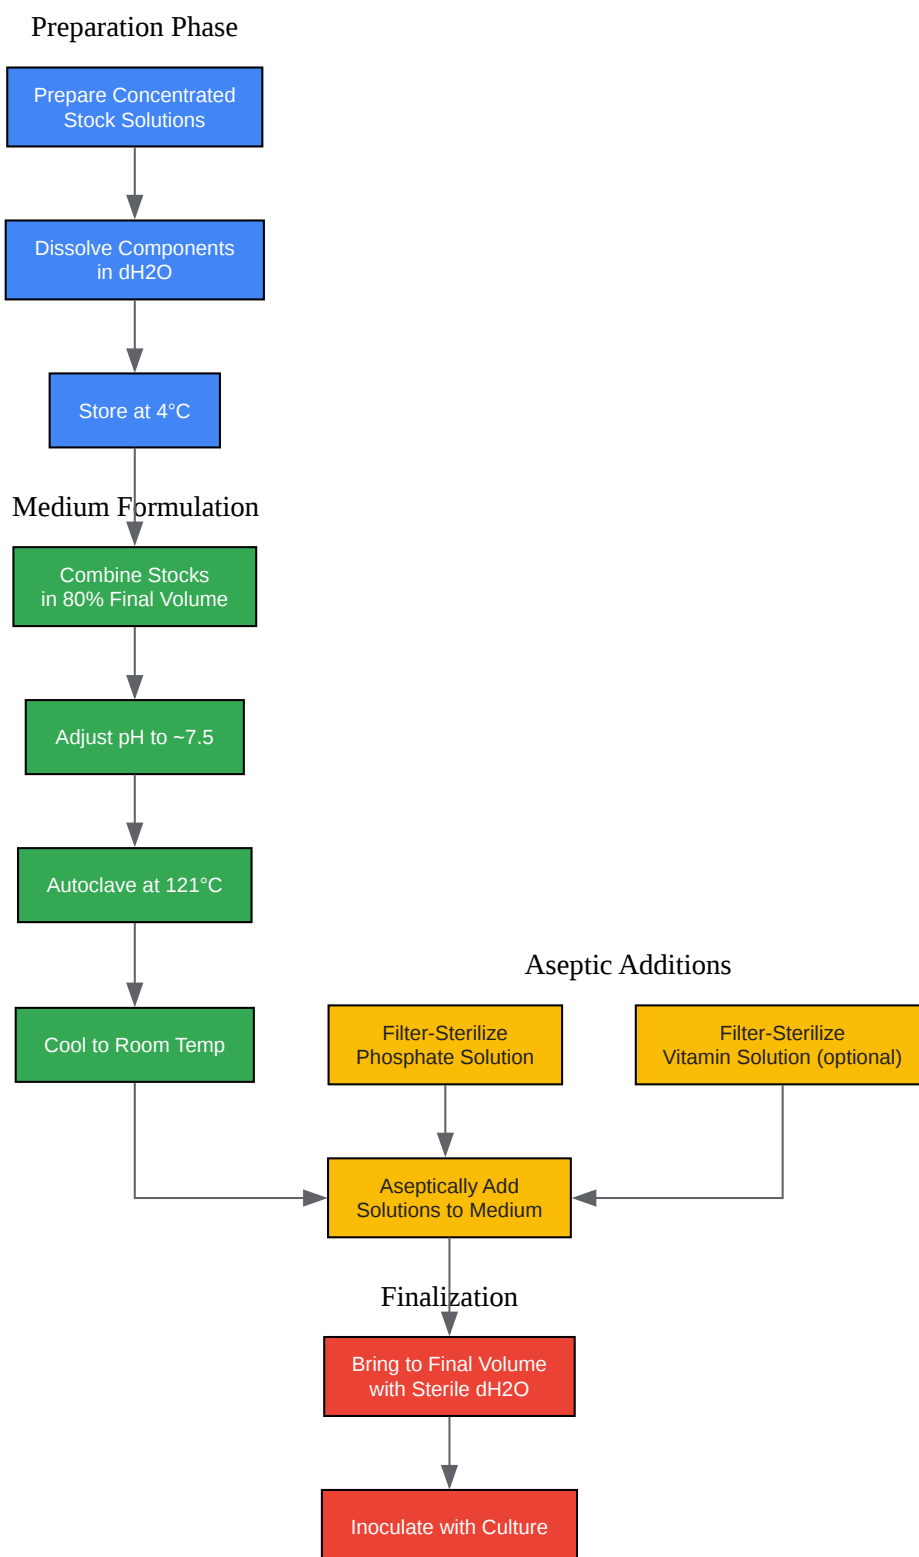 Preparation Phase
Prepare Concentrated
Stock Solutions
Dissolve Components
in dH2O
Store at 4°C
Medium Formulation
Combine Stocks
in 80% Final Volume
Adjust pH to ~7.5
Autoclave at 121°C
Cool to Room Temp
Aseptic Additions
Filter-Sterilize
Phosphate Solution
Filter-Sterilize
Vitamin Solution (optional)
Aseptically Add
Solutions to Medium
Finalization
Bring to Final Volume
with Sterile dH2O
Inoculate with Culture